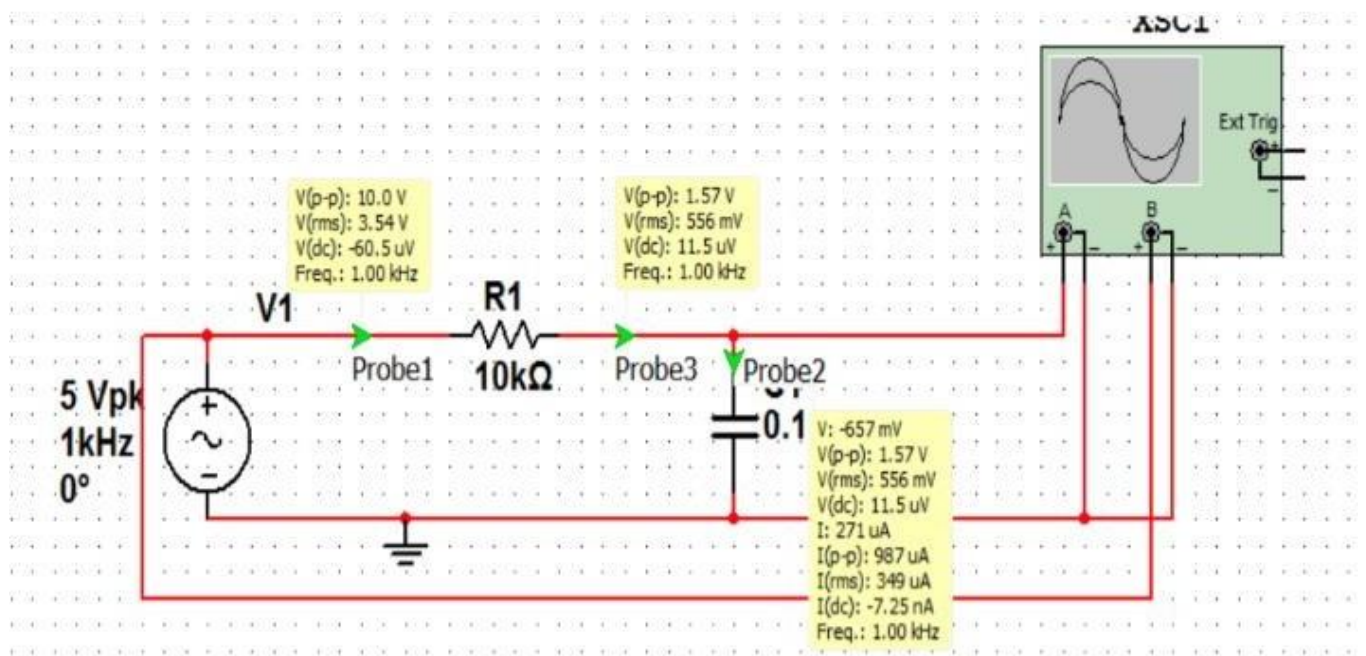 XSC1
Ext Trig
+
−
A
B
+ − + −
V(p-p): 10.0 V
V(rms): 3.54 V
V(dc): -60.5 uV
Freq.: 1.00 kHz
V(p-p): 1.57 V
V(rms): 556 mV
V(dc): 11.5 uV
Freq.: 1.00 kHz
V1
R1
Probe1
10kΩ
Probe3
Probe2
5 Vpk
1kHz
0°
+
−
0.1
V: -657 mV
V(p-p): 1.57 V
V(rms): 556 mV
V(dc): 11.5 uV
I: 271 uA
I(p-p): 987 uA
I(rms): 349 uA
I(dc): -7.25 nA
Freq.: 1.00 kHz